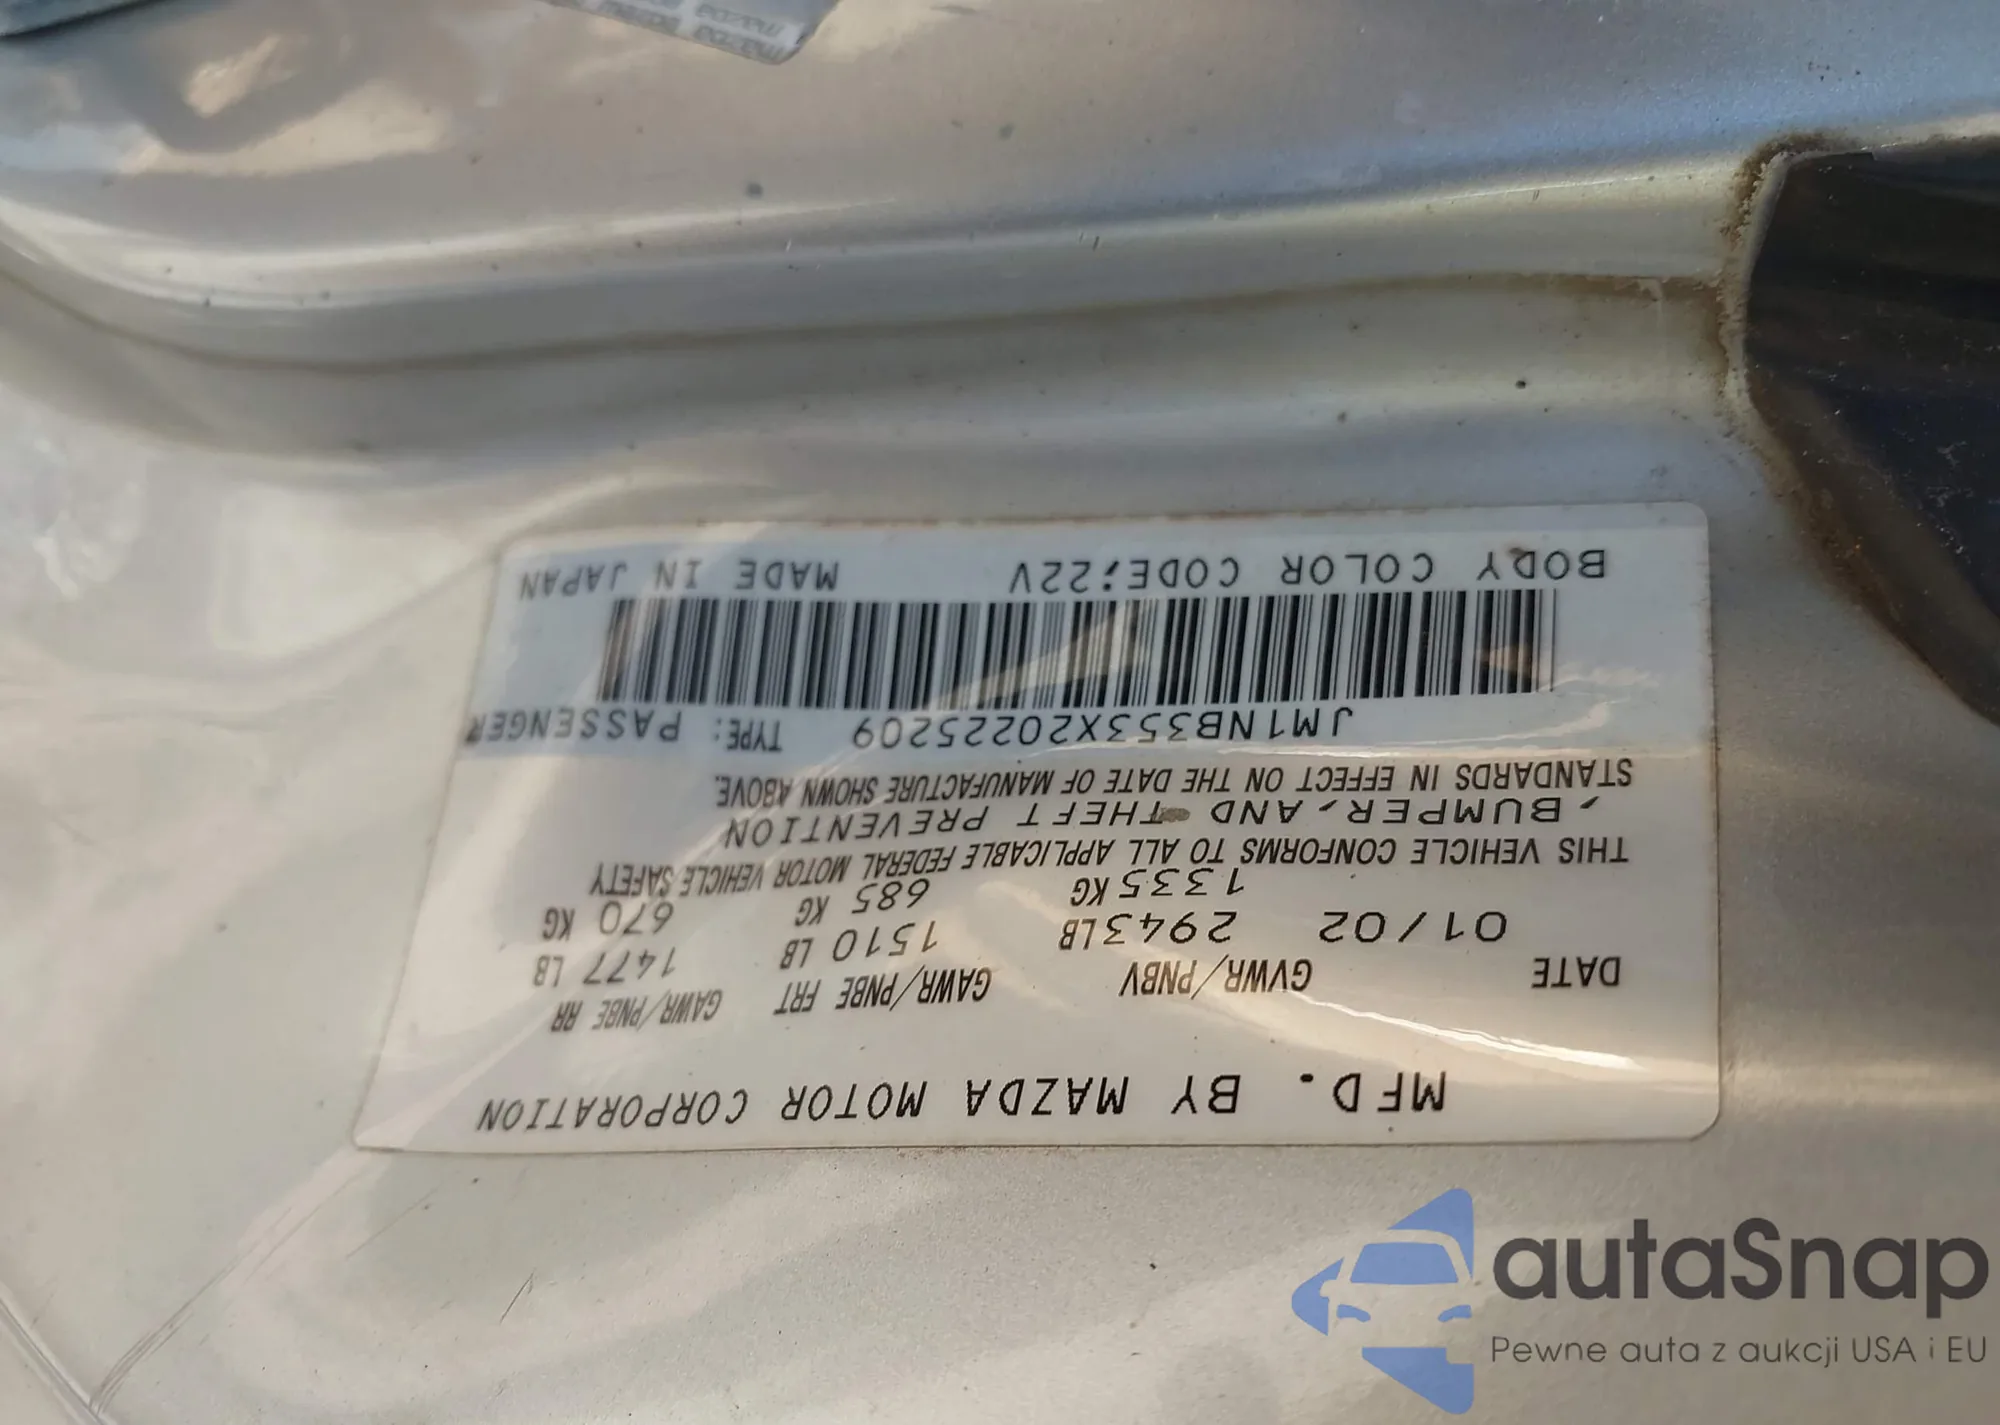 MFD. BY MAZDA MOTOR CORPORATION
DATE GVWR/PNBV GAWR/PNBE FRT GAWR/PNBE RR
01/02 2943LB 1510 LB 1477 LB
1335KG 685 KG 670 KG
THIS VEHICLE CONFORMS TO ALL APPLICABLE FEDERAL MOTOR VEHICLE SAFETY
,BUMPER,AND THEFT PREVENTION
STANDARDS IN EFFECT ON THE DATE OF MANUFACTURE SHOWN ABOVE.
JM1NB353X20225209 TYPE: PASSENGER
BODY COLOR CODE:22V MADE IN JAPAN
mazda mazda
mazda
autaSnap
Pewne auta z aukcji USA i EU